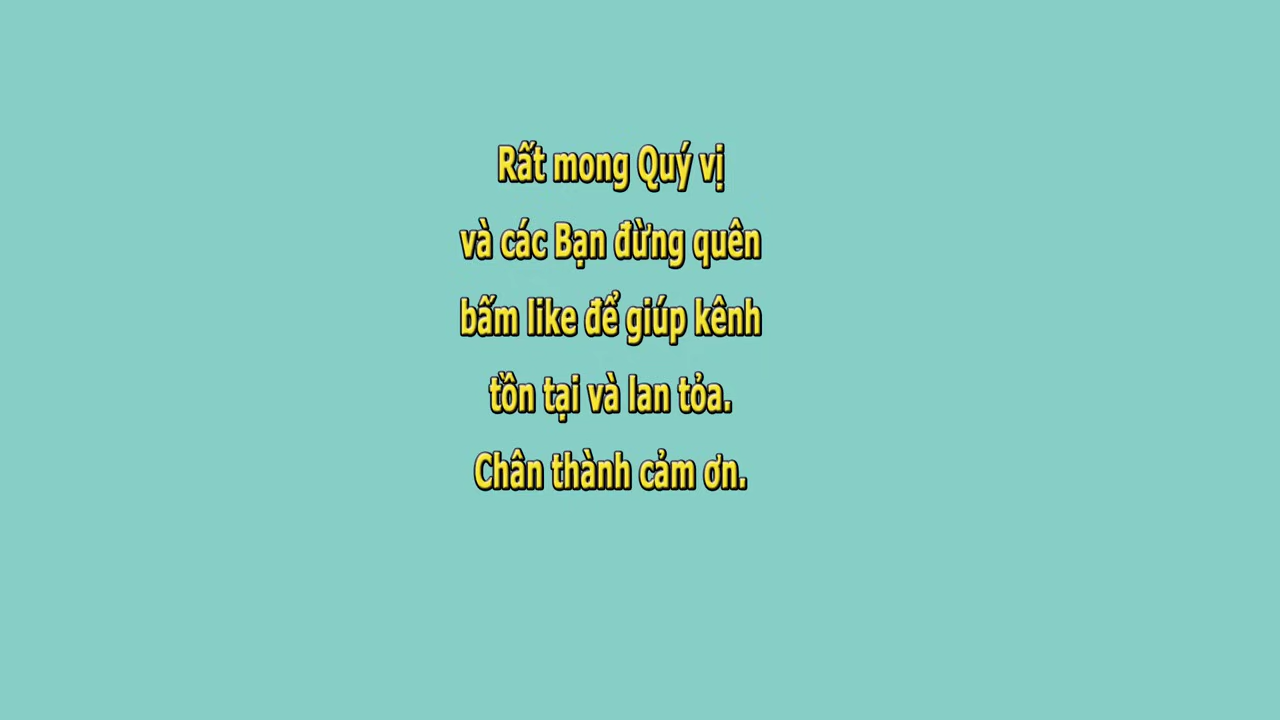 Rất mong Quý vị
và các Bạn đừng quên
bấm like để giúp kênh
tồn tại và lan tỏa.
Chân thành cảm ơn.